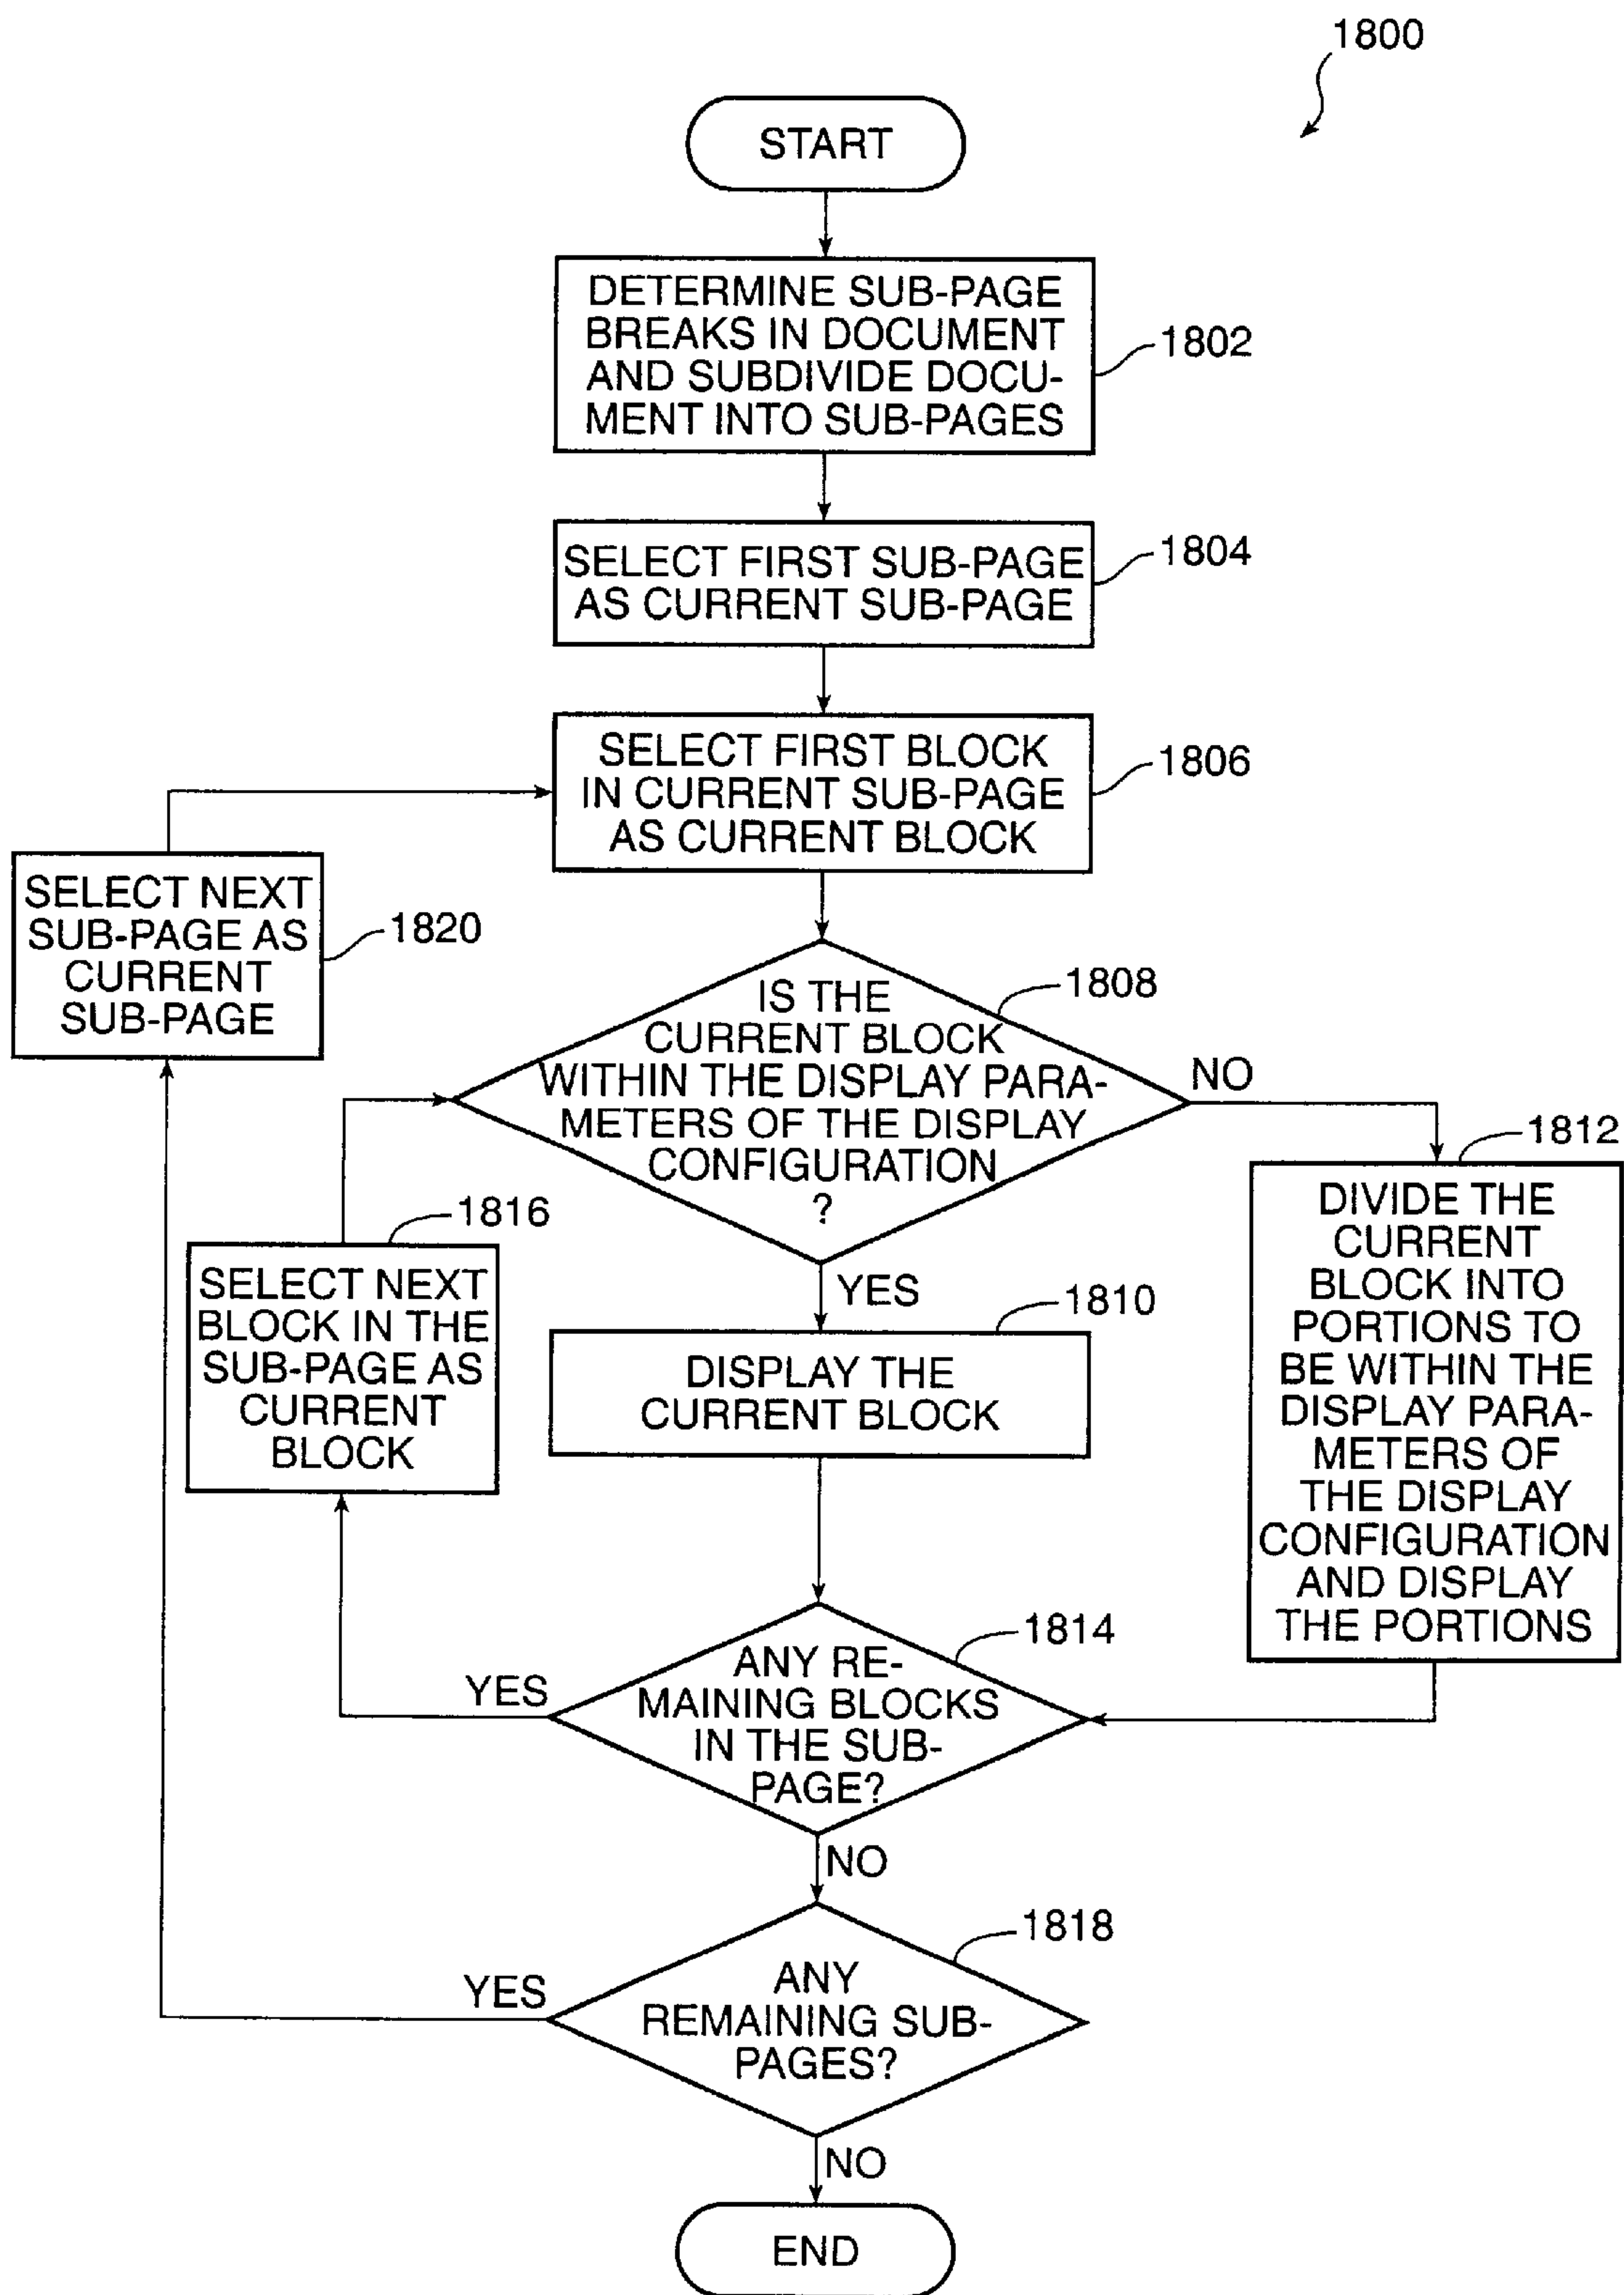 1800
START
DETERMINE SUB-PAGE
BREAKS IN DOCUMENT
AND SUBDIVIDE DOCU-
MENT INTO SUB-PAGES
1802
SELECT FIRST SUB-PAGE
AS CURRENT SUB-PAGE
1804
SELECT FIRST BLOCK
IN CURRENT SUB-PAGE
AS CURRENT BLOCK
1806
SELECT NEXT
SUB-PAGE AS
CURRENT
SUB-PAGE
1820
IS THE
CURRENT BLOCK
WITHIN THE DISPLAY PARA-
METERS OF THE DISPLAY
CONFIGURATION
?
1808
NO
YES
1812
DIVIDE THE
CURRENT
BLOCK INTO
PORTIONS TO
BE WITHIN THE
DISPLAY PARA-
METERS OF
THE DISPLAY
CONFIGURATION
AND DISPLAY
THE PORTIONS
1816
SELECT NEXT
BLOCK IN THE
SUB-PAGE AS
CURRENT
BLOCK
1810
DISPLAY THE
CURRENT BLOCK
1814
ANY RE-
MAINING BLOCKS
IN THE SUB-
PAGE?
YES
NO
1818
ANY
REMAINING SUB-
PAGES?
YES
NO
END